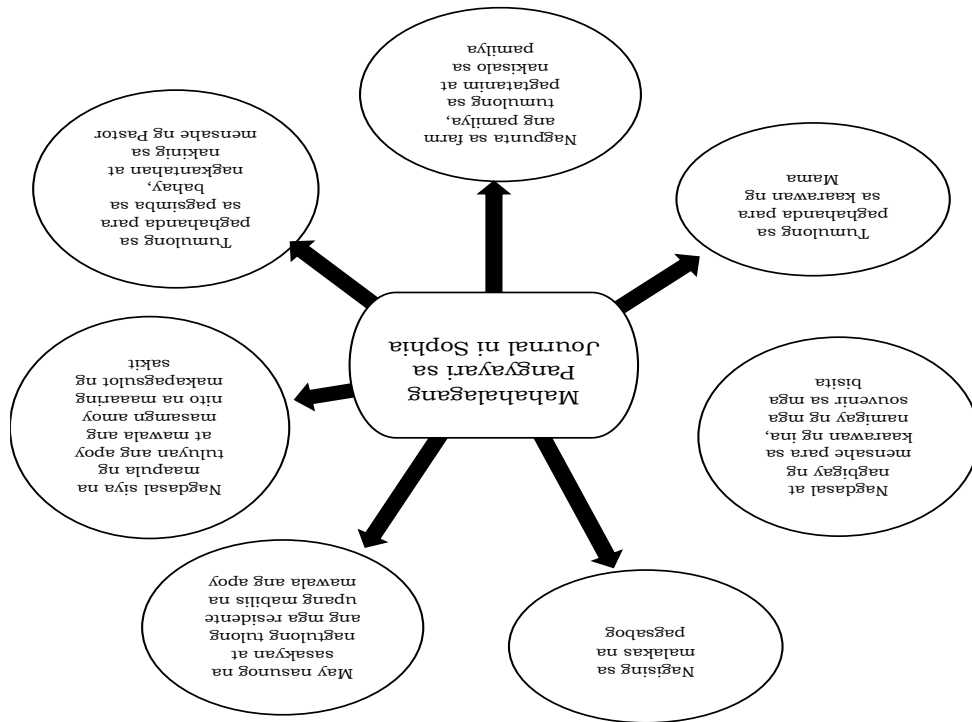 Nagising sa
malakas na
pagsabog
May nasunog na
sasakyan at
nagtulong tulong
ang mga residente
upang mabilis na
mawala ang apoy
Nagdasal at
nagbigay ng
mensahe para sa
kaarawan ng ina,
namigay ng mga
souvenir sa mga
bisita
Mahahalagang
Pangyayari sa
Journal ni Sophia
Nagdasal siya na
maapula ng
tuluyan ang apoy
at mawala ang
masamgn amoy
nito na maaring
makapagsulot ng
sakit
Tumulong sa
paghahanda para
sa kaarawan ng
Mama
Nagpunta sa farm
ang pamilya,
tumulong sa
pagtatanim at
nakisalo sa
pamilya
Tumulong sa
paghahanda para
sa pagsimba sa
bahay,
nagkantahan at
nakinig sa
mensahe ng Pastor